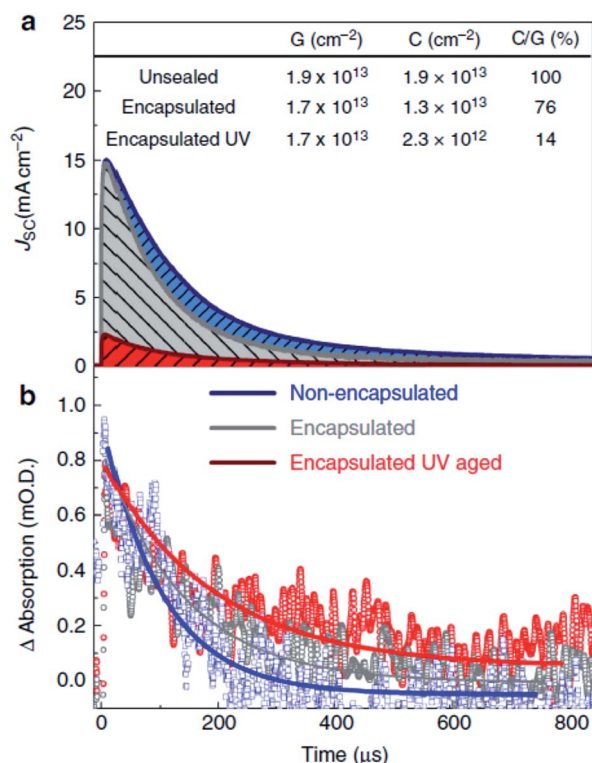 a
G (cm⁻²) C (cm⁻²) C/G (%)
Unsealed 1.9 x 10¹³ 1.9 × 10¹³ 100
Encapsulated 1.7 x 10¹³ 1.3 × 10¹³ 76
Encapsulated UV 1.7 x 10¹³ 2.3 × 10¹² 14
25
20
15
10
5
0
J_SC(mA cm⁻²)
b
Non-encapsulated
Encapsulated
Encapsulated UV aged
1.0
0.8
0.6
0.4
0.2
0.0
Δ Absorption (mO.D.)
0 200 400 600 800
Time (μs)